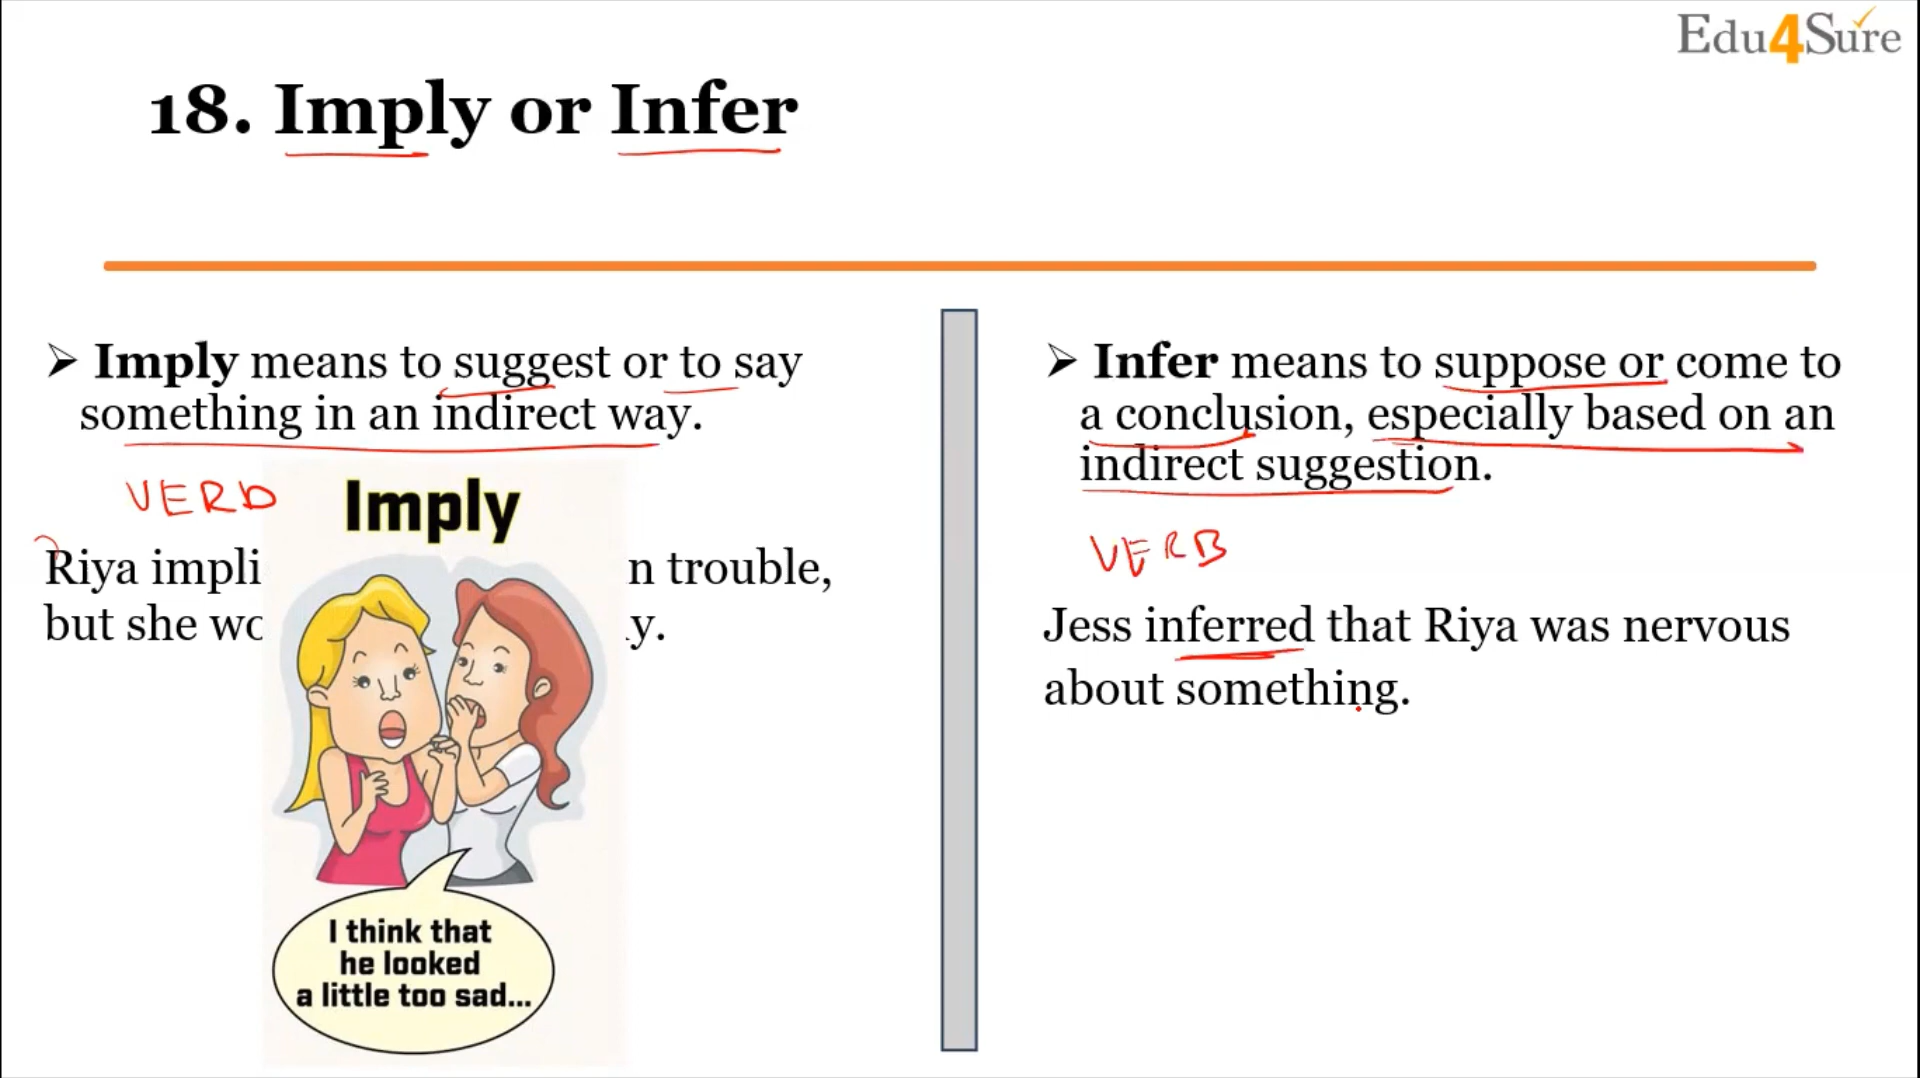 Edu4Sure
18. Imply or Infer
➢ Imply means to suggest or to say
something in an indirect way.
VERB
Riya impli
n trouble,
but she wo
y.
Imply
I think that
he looked
a little too sad...
➢ Infer means to suppose or come to
a conclusion, especially based on an
indirect suggestion.
VERB
Jess inferred that Riya was nervous
about something.